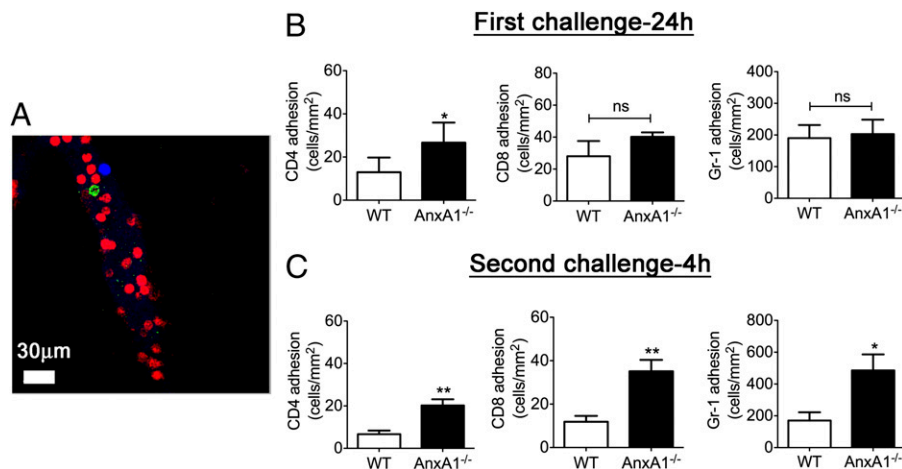 A
30µm
B
First challenge-24h
CD4 adhesion
(cells/mm²)
60
40
20
0
*
WT
AnxA1⁻/⁻
CD8 adhesion
(cells/mm²)
80
60
40
20
0
ns
WT
AnxA1⁻/⁻
Gr-1 adhesion
(cells/mm²)
400
300
200
100
0
ns
WT
AnxA1⁻/⁻
C
Second challenge-4h
CD4 adhesion
(cells/mm²)
60
40
20
0
**
WT
AnxA1⁻/⁻
CD8 adhesion
(cells/mm²)
60
40
20
0
**
WT
AnxA1⁻/⁻
Gr-1 adhesion
(cells/mm²)
800
600
400
200
0
*
WT
AnxA1⁻/⁻